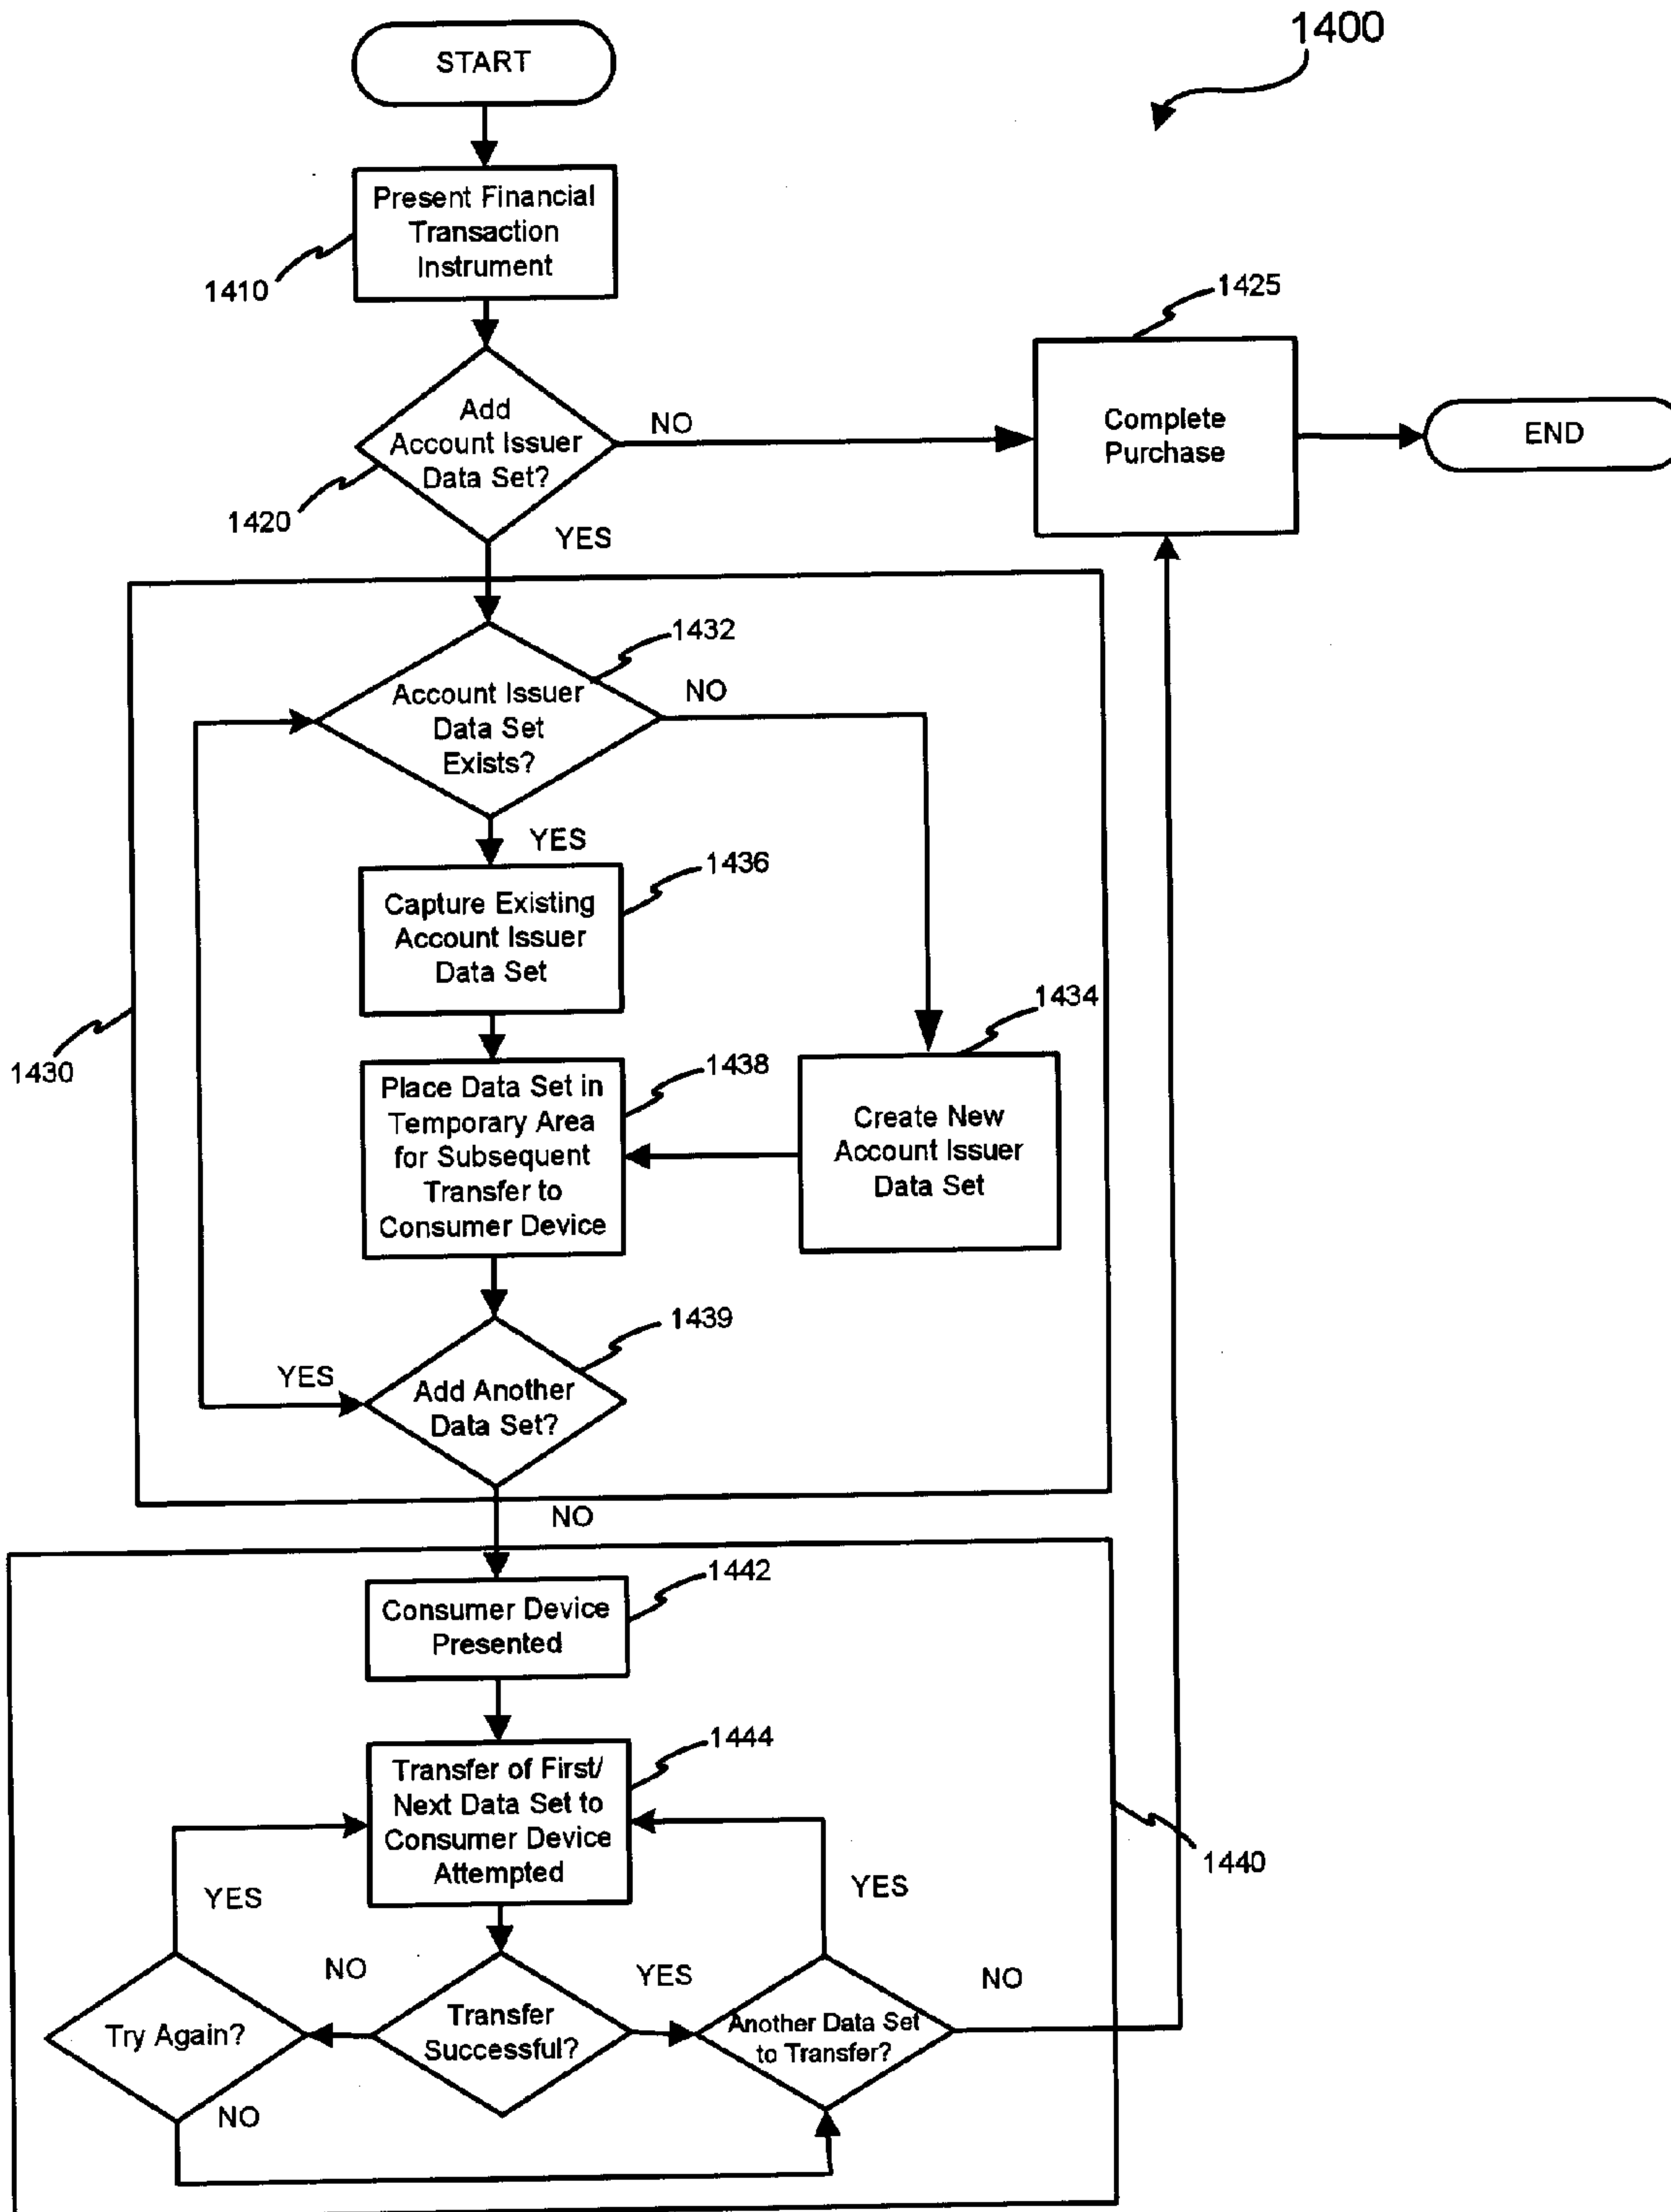 1400
START
Present Financial
Transaction
Instrument
1410
1425
Add
Account Issuer
Data Set?
NO
Complete
Purchase
END
1420
YES
1432
Account Issuer
Data Set
Exists?
NO
YES
1436
Capture Existing
Account Issuer
Data Set
1434
1430
1438
Place Data Set in
Temporary Area
for Subsequent
Transfer to
Consumer Device
Create New
Account Issuer
Data Set
1439
YES
Add Another
Data Set?
NO
1442
Consumer Device
Presented
1444
Transfer of First/
Next Data Set to
Consumer Device
Attempted
1440
YES
YES
NO
YES
NO
Try Again?
Transfer
Successful?
Another Data Set
to Transfer?
NO